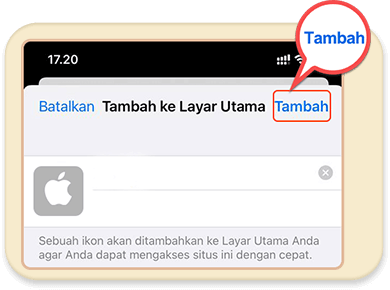 Tambah
17.20
Batalkan Tambah ke Layar Utama Tambah
Sebuah ikon akan ditambahkan ke Layar Utama Anda
agar Anda dapat mengakses situs ini dengan cepat.